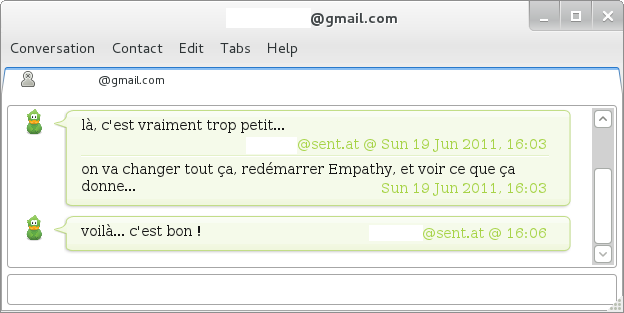 @gmail.com
Conversation Contact Edit Tabs Help
@gmail.com
là, c'est vraiment trop petit...
@sent.at @ Sun 19 Jun 2011, 16:03
on va changer tout ça, redémarrer Empathy, et voir ce que ça
donne...
Sun 19 Jun 2011, 16:03
voilà... c'est bon !
@sent.at @ 16:06